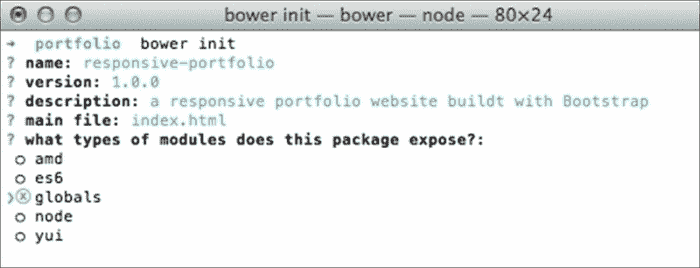 bower init — bower — node — 80×24
→ portfolio bower init
? name: responsive-portfolio
? version: 1.0.0
? description: a responsive portfolio website buildt with Bootstrap
? main file: index.html
? what types of modules does this package expose?:
○ amd
○ es6
❯ⓧ globals
○ node
○ yui